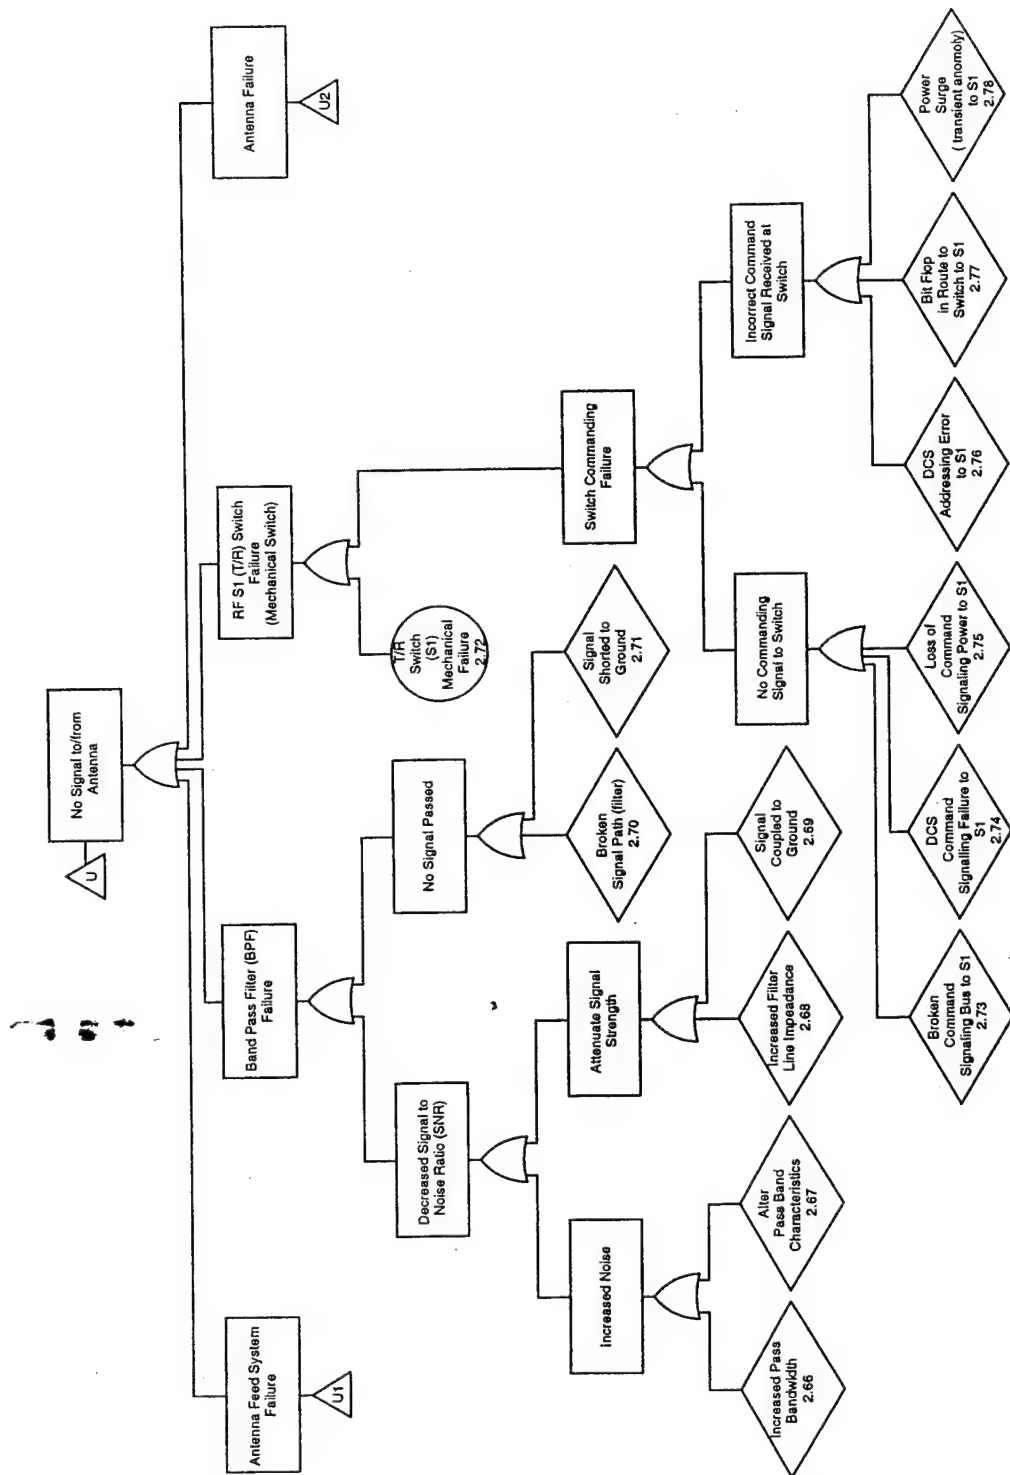 No Signal to/from
Antenna
U
Antenna Feed System
Failure
U1
Band Pass Filter (BPF)
Failure
RF S1 (T/R) Switch
Failure
(Mechanical Switch)
Antenna Failure
U2
Decreased Signal to
Noise Ratio (SNR)
No Signal Passed
T/R
Switch
(S1)
Mechanical
Failure
2.72
Switch Commanding
Failure
Increased Noise
Attenuate Signal
Strength
Broken
Signal Path (filter)
2.70
Signal
Shorted to
Ground
2.71
No Commanding
Signal to Switch
Incorrect Command
Signal Received at
Switch
Increased Pass
Bandwidth
2.66
Alter
Pass Band
Characteristics
2.67
Increased Filter
Line Impeadance
2.68
Signal
Coupled to
Ground
2.69
Broken
Command
Signaling Bus to S1
2.73
DCS
Command
Signalling Failure to
S1
2.74
Loss of
Command
Signaling Power to S1
2.75
DCS
Addressing Error
to S1
2.76
Bit Flop
in Route to
Switch to S1
2.77
Power
Surge
( transient anomoly)
to S1
2.78